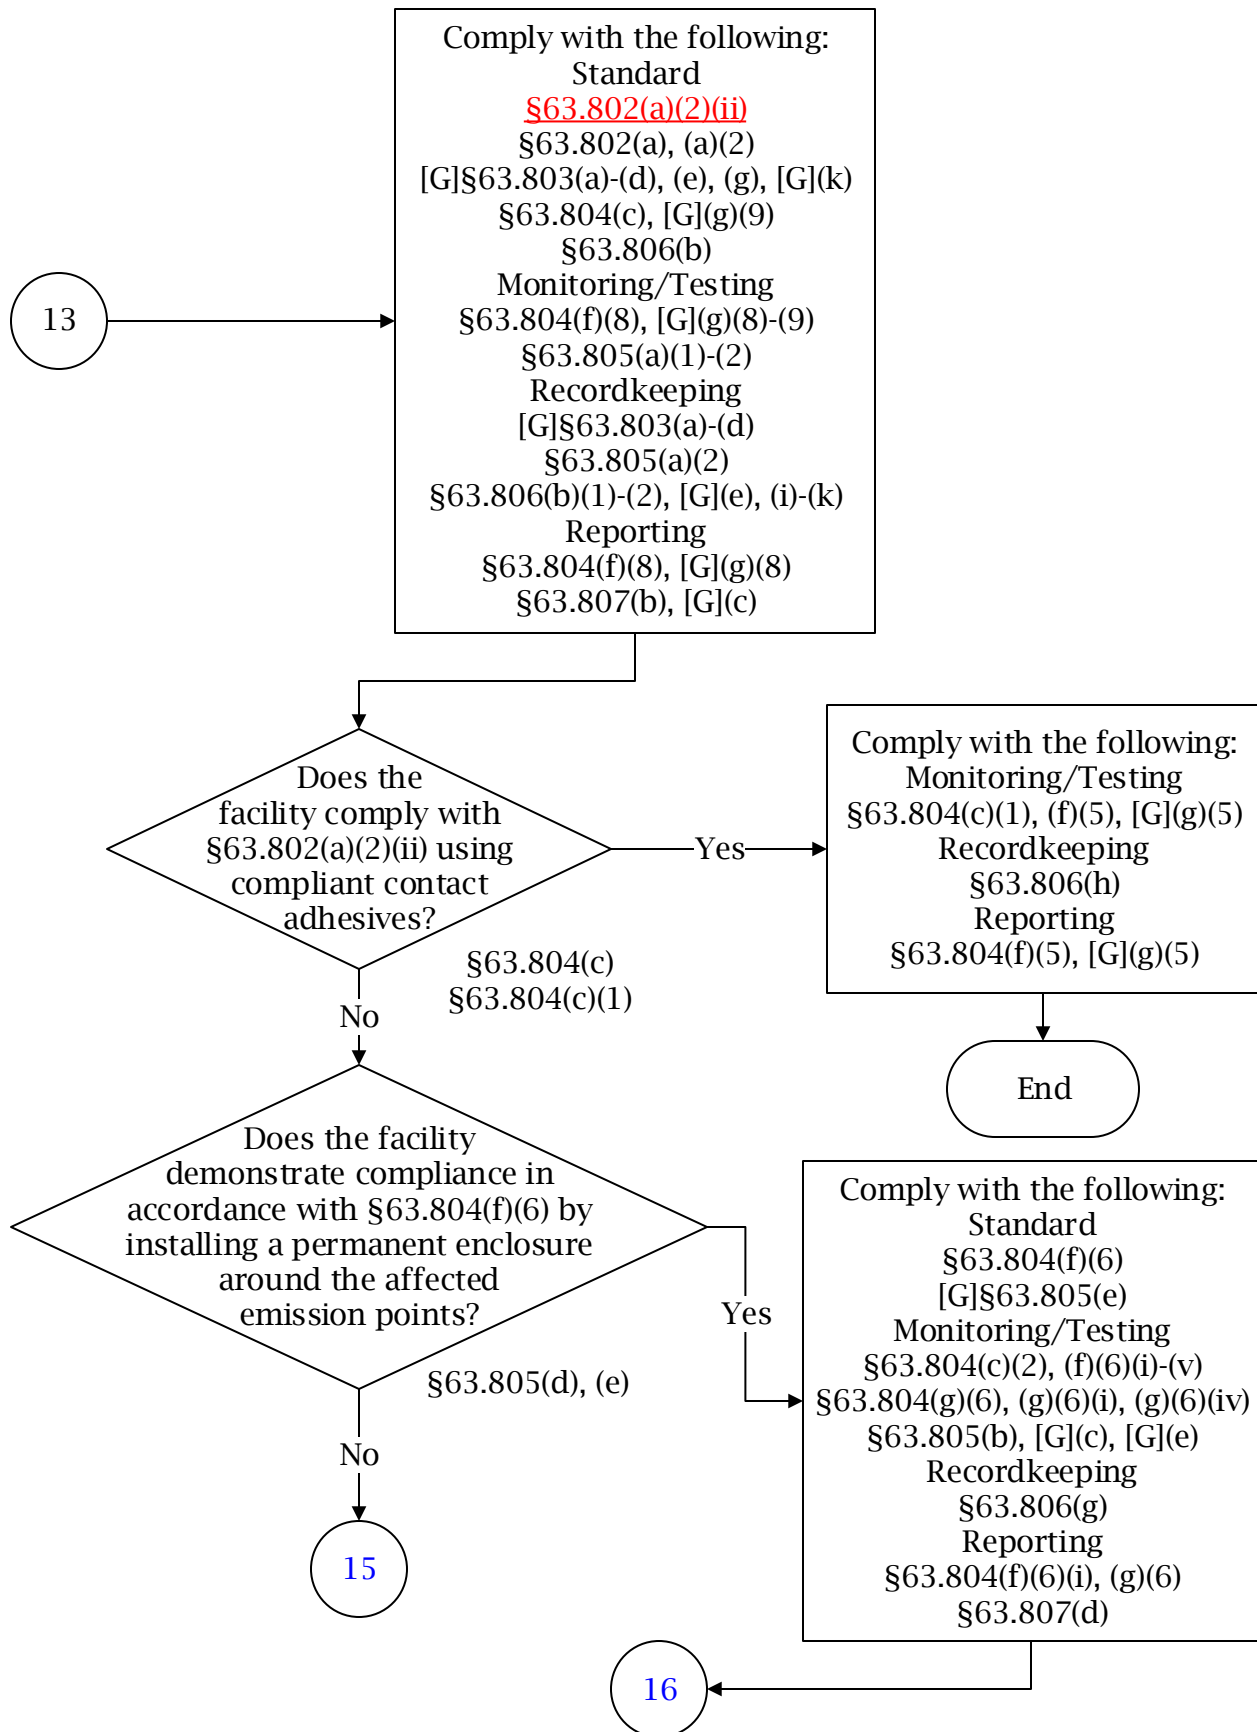 Comply with the following:
Standard
§63.802(a)(2)(ii)
§63.802(a), (a)(2)
[G]§63.803(a)-(d), (e), (g), [G](k)
§63.804(c), [G](g)(9)
§63.806(b)
Monitoring/Testing
§63.804(f)(8), [G](g)(8)-(9)
§63.805(a)(1)-(2)
Recordkeeping
[G]§63.803(a)-(d)
§63.805(a)(2)
§63.806(b)(1)-(2), [G](e), (i)-(k)
Reporting
§63.804(f)(8), [G](g)(8)
§63.807(b), [G](c)
13
Does the
facility comply with
§63.802(a)(2)(ii) using
compliant contact
adhesives?
§63.804(c)
§63.804(c)(1)
Yes
Comply with the following:
Monitoring/Testing
§63.804(c)(1), (f)(5), [G](g)(5)
Recordkeeping
§63.806(h)
Reporting
§63.804(f)(5), [G](g)(5)
End
No
Does the facility
demonstrate compliance in
accordance with §63.804(f)(6) by
installing a permanent enclosure
around the affected
emission points?
§63.805(d), (e)
Yes
Comply with the following:
Standard
§63.804(f)(6)
[G]§63.805(e)
Monitoring/Testing
§63.804(c)(2), (f)(6)(i)-(v)
§63.804(g)(6), (g)(6)(i), (g)(6)(iv)
§63.805(b), [G](c), [G](e)
Recordkeeping
§63.806(g)
Reporting
§63.804(f)(6)(i), (g)(6)
§63.807(d)
No
15
16